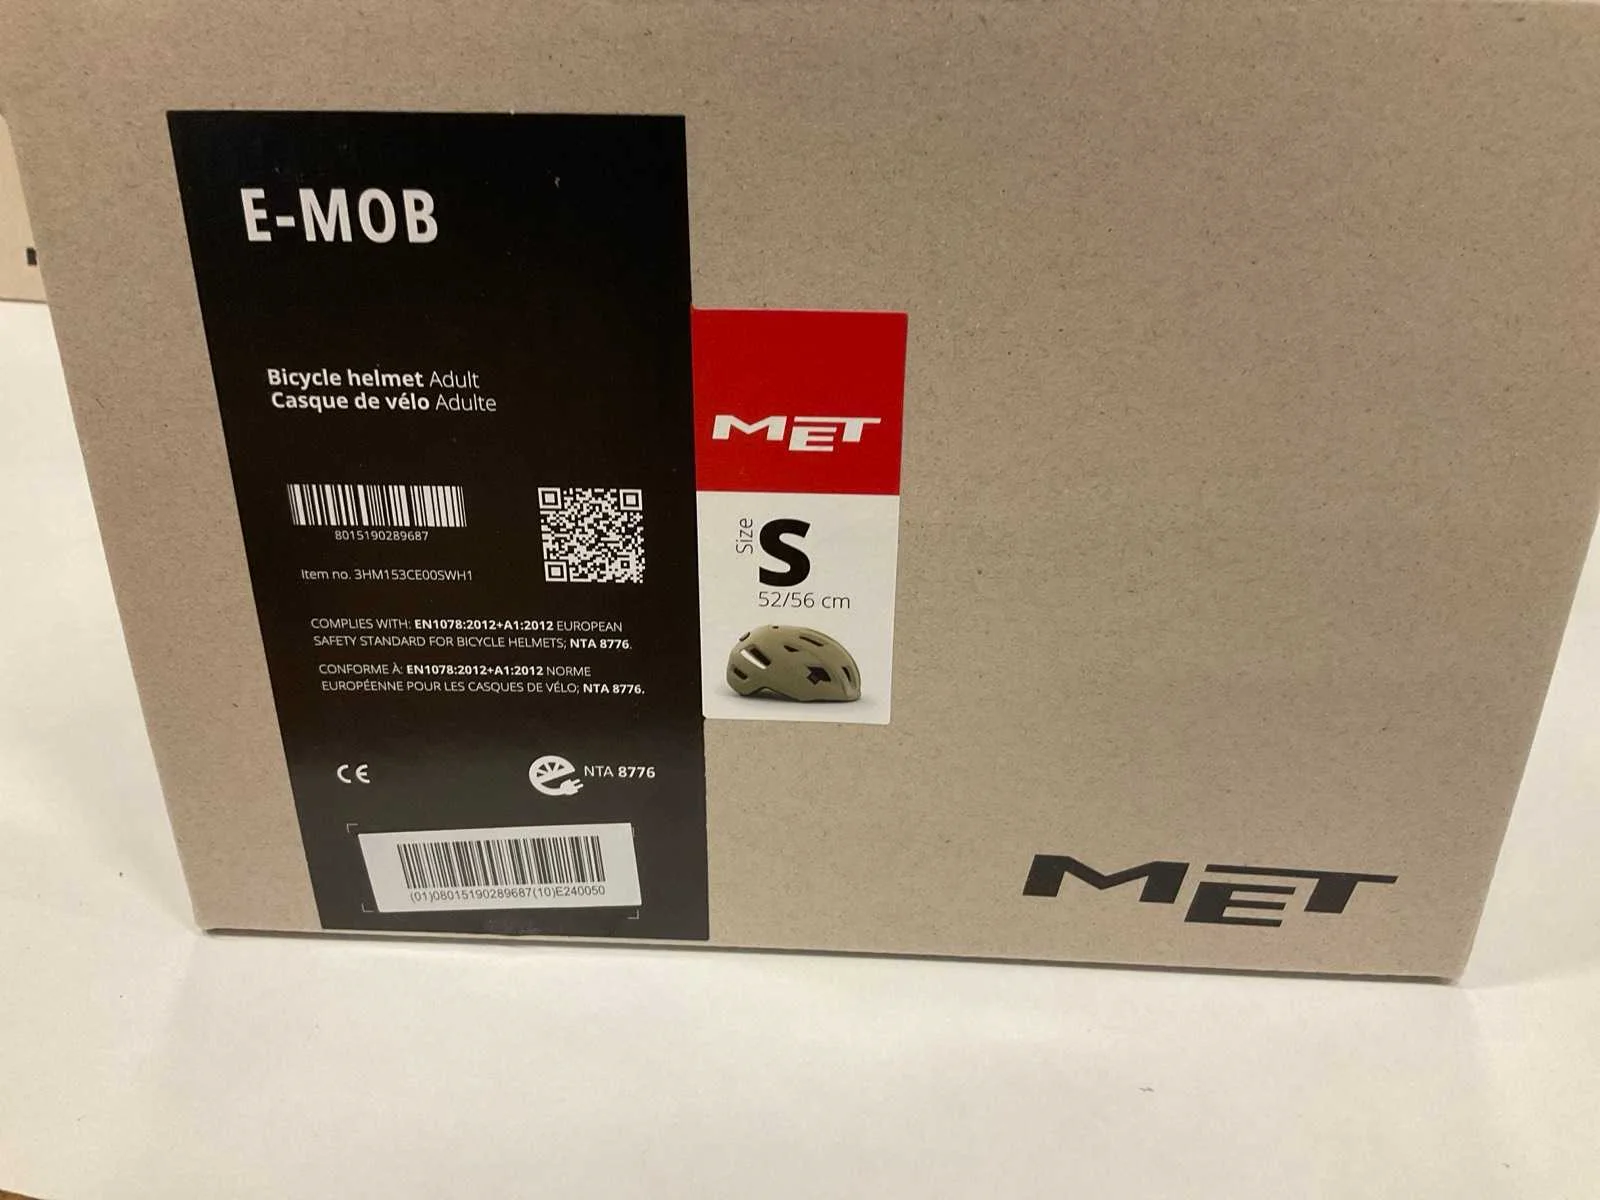 E-MOB
Bicycle helmet Adult
Casque de vélo Adulte
8015190289687
Item no. 3HM153CE00SWH1
COMPLIES WITH: EN1078:2012+A1:2012 EUROPEAN
SAFETY STANDARD FOR BICYCLE HELMETS; NTA 8776.
CONFORME À: EN1078:2012+A1:2012 NORME
EUROPÉENNE POUR LES CASQUES DE VÉLO; NTA 8776.
CE
NTA 8776
(01)08015190289687(10)E240050
MET
Size
S
52/56 cm
MET